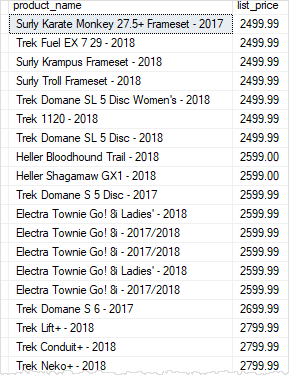 product_name list_price
Surly Karate Monkey 27.5+ Frameset - 2017 2499.99
Trek Fuel EX 7 29 - 2018 2499.99
Surly Krampus Frameset - 2018 2499.99
Surly Troll Frameset - 2018 2499.99
Trek Domane SL 5 Disc Women's - 2018 2499.99
Trek 1120 - 2018 2499.99
Trek Domane SL 5 Disc - 2018 2499.99
Heller Bloodhound Trail - 2018 2599.00
Heller Shagamaw GX1 - 2018 2599.00
Trek Domane S 5 Disc - 2017 2599.99
Electra Townie Go! 8i Ladies' - 2018 2599.99
Electra Townie Go! 8i - 2017/2018 2599.99
Electra Townie Go! 8i - 2017/2018 2599.99
Electra Townie Go! 8i Ladies' - 2018 2599.99
Electra Townie Go! 8i - 2017/2018 2599.99
Trek Domane S 6 - 2017 2699.99
Trek Lift+ - 2018 2799.99
Trek Conduit+ - 2018 2799.99
Trek Neko+ - 2018 2799.99